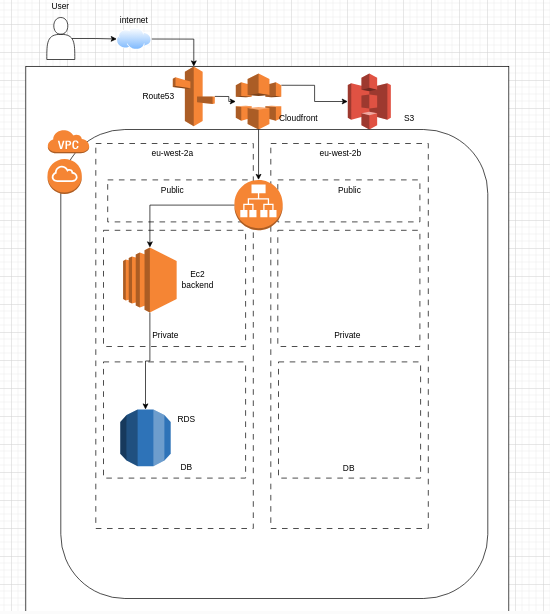 User
internet
Route53
Cloudfront
S3
VPC
eu-west-2a
eu-west-2b
Public
Public
Ec2
backend
Private
Private
RDS
DB
DB